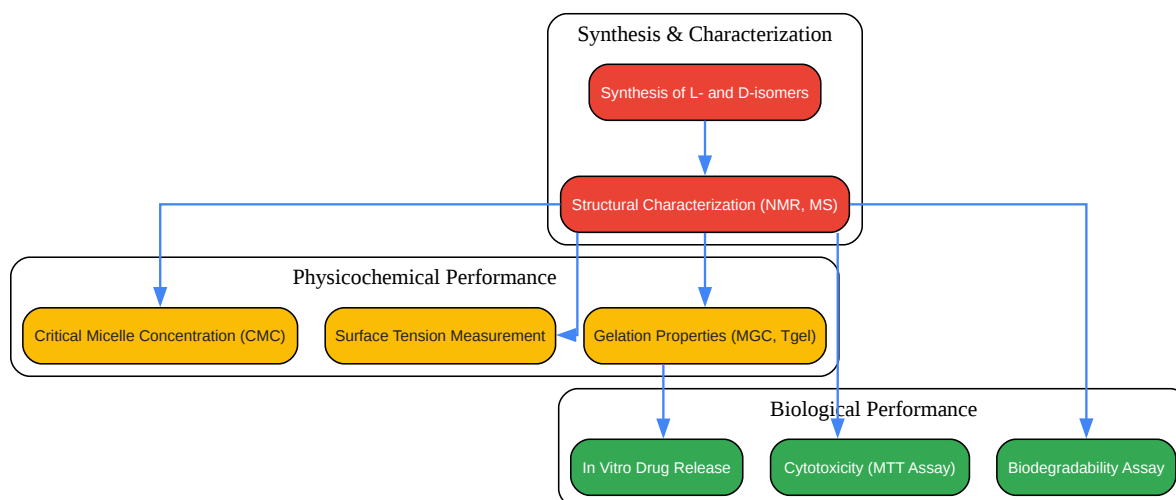 Synthesis & Characterization
Synthesis of L- and D-isomers
Structural Characterization (NMR, MS)
Physicochemical Performance
Critical Micelle Concentration (CMC)
Surface Tension Measurement
Gelation Properties (MGC, Tgel)
Biological Performance
In Vitro Drug Release
Cytotoxicity (MTT Assay)
Biodegradability Assay